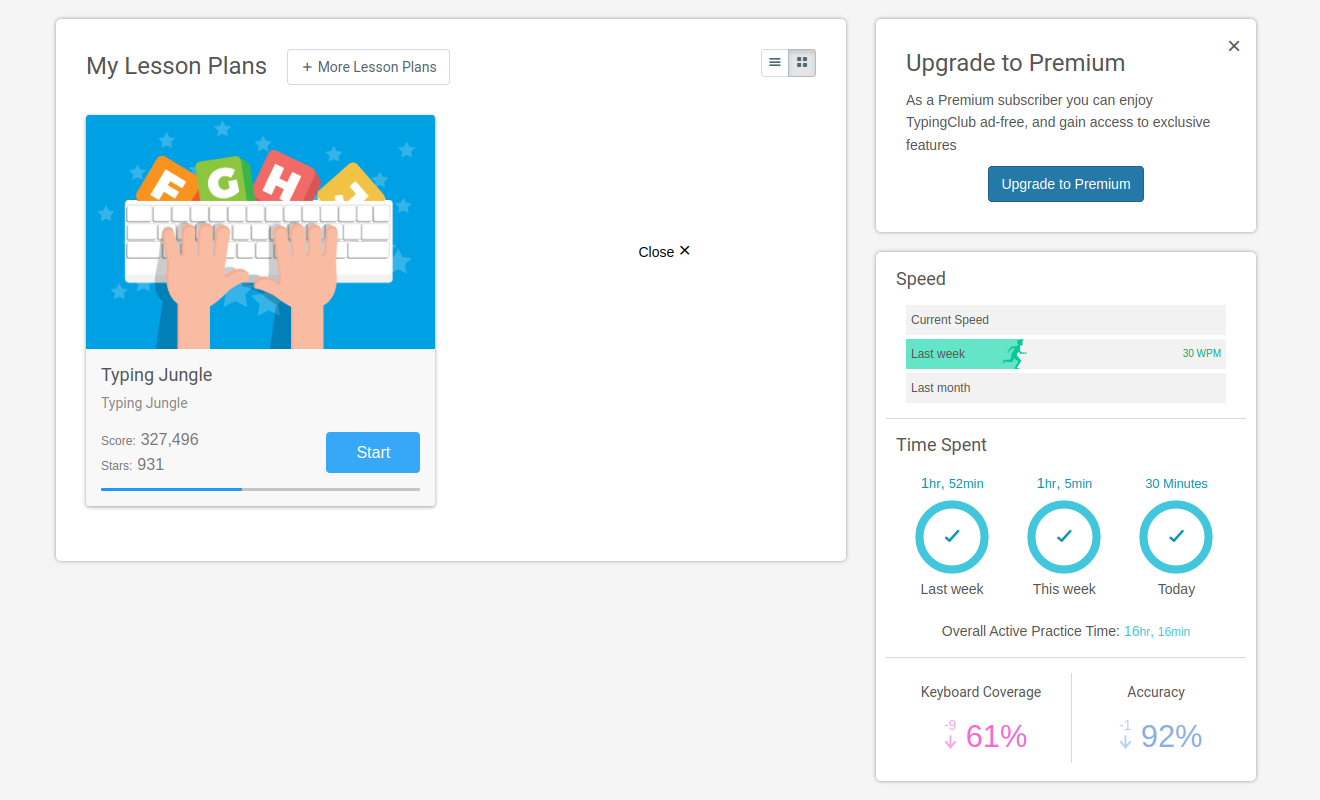 My Lesson Plans
+ More Lesson Plans
F G H J
Typing Jungle
Typing Jungle
Score: 327,496
Stars: 931
Start
Close ✕
✕
Upgrade to Premium
As a Premium subscriber you can enjoy
TypingClub ad-free, and gain access to exclusive
features
Upgrade to Premium
Speed
Current Speed
Last week 30 WPM
Last month
Time Spent
1hr, 52min 1hr, 5min 30 Minutes
Last week This week Today
Overall Active Practice Time: 16hr, 16min
Keyboard Coverage Accuracy
-9 61% -1 92%